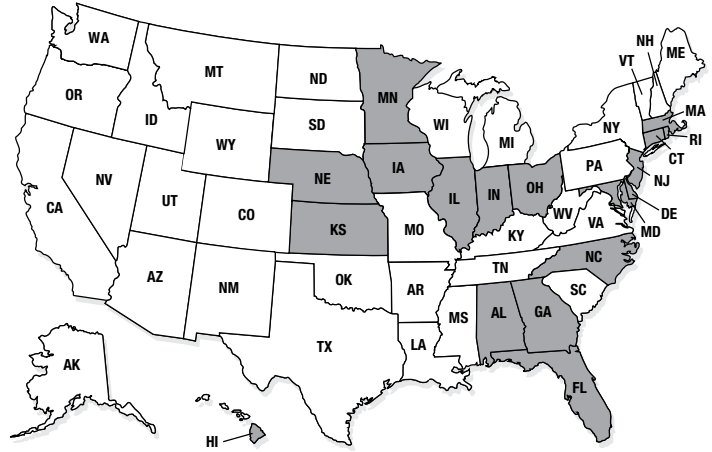 WA
OR
CA
ID
NV
MT
WY
UT
AZ
CO
NM
ND
SD
NE
KS
OK
TX
MN
IA
MO
AR
LA
WI
IL
MI
IN
OH
KY
TN
MS
AL
GA
FL
SC
NC
VA
WV
PA
NY
VT
NH
ME
MA
RI
CT
NJ
DE
MD
AK
HI